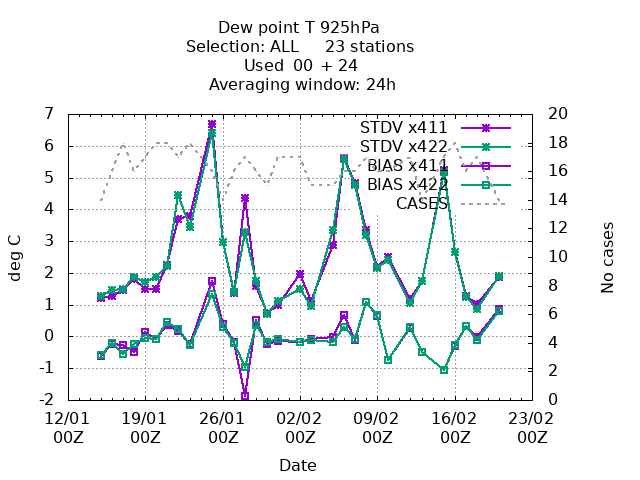 Dew point T 925hPa
Selection: ALL 23 stations
Used 00 + 24
Averaging window: 24h
7
6
5
4
3
2
1
0
-1
-2
deg C
20
18
16
14
12
10
8
6
4
2
0
No cases
STDV x411
STDV x422
BIAS x411
BIAS x422
CASES
12/01 19/01 26/01 02/02 09/02 16/02 23/02
00Z 00Z 00Z 00Z 00Z 00Z 00Z
Date